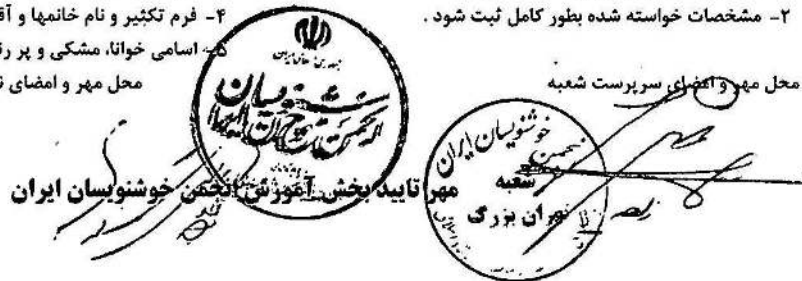 ۲- مشخصات خواسته شده بطور کامل ثبت شود .
۴- فرم تکثیر و نام خانمها و آق
۵- اسامی خوانا، مشکی و پر رن
محل مهر و امضای سرپرست شعبه
محل مهر و امضای ن
خوشنویسان ایران
انجمن
شعبه
تهران بزرگ
مهر تایید بخش آموزش انجمن خوشنویسان ایران